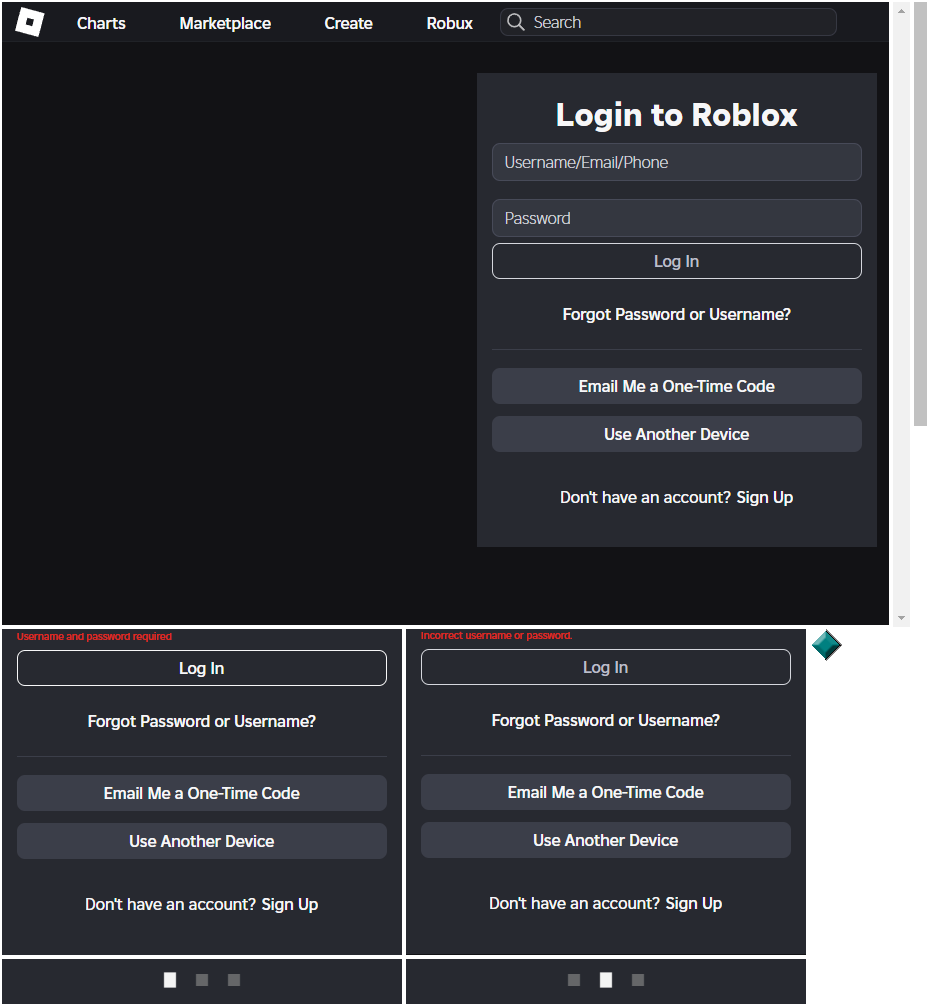 Charts Marketplace Create Robux Search
Login to Roblox
Username/Email/Phone
Password
Log In
Forgot Password or Username?
Email Me a One-Time Code
Use Another Device
Don't have an account? Sign Up
Username and password required
Log In
Forgot Password or Username?
Email Me a One-Time Code
Use Another Device
Don't have an account? Sign Up
Incorrect username or password.
Log In
Forgot Password or Username?
Email Me a One-Time Code
Use Another Device
Don't have an account? Sign Up